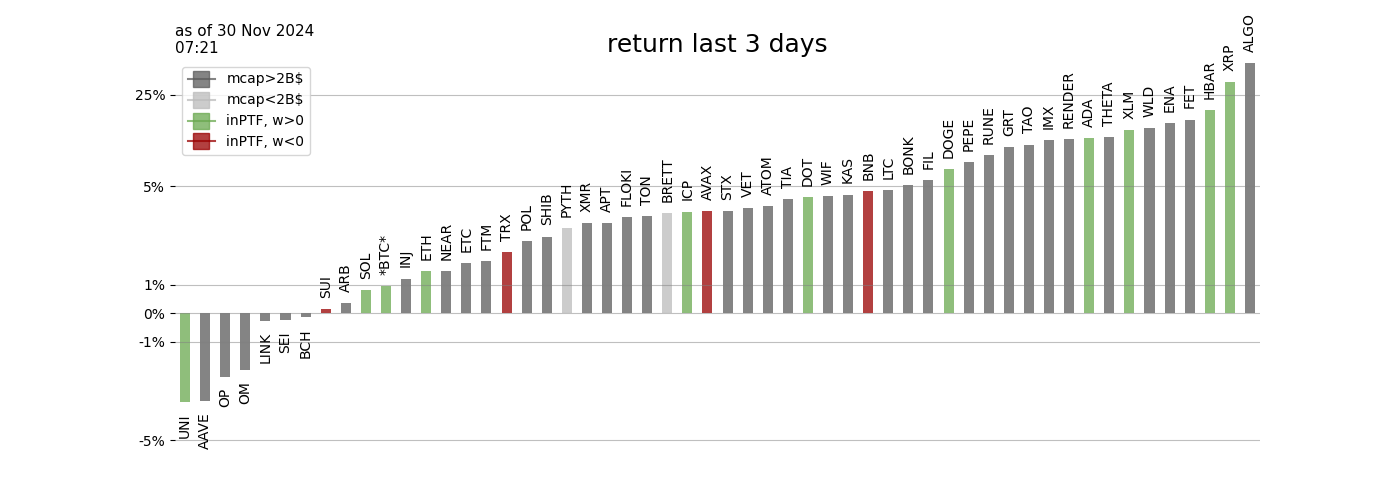 as of 30 Nov 2024
07:21
return last 3 days
mcap>2B$
mcap<2B$
inPTF, w>0
inPTF, w<0
25%
5%
1%
0%
-1%
-5%
UNI
AAVE
OP
OM
LINK
SEI
BCH
SUI
ARB
SOL
*BTC*
INJ
ETH
NEAR
ETC
FTM
TRX
POL
SHIB
PYTH
XMR
APT
FLOKI
TON
BRETT
ICP
AVAX
STX
VET
ATOM
TIA
DOT
WIF
KAS
BNB
LTC
BONK
FIL
DOGE
PEPE
RUNE
GRT
TAO
IMX
RENDER
ADA
THETA
XLM
WLD
ENA
FET
HBAR
XRP
ALGO